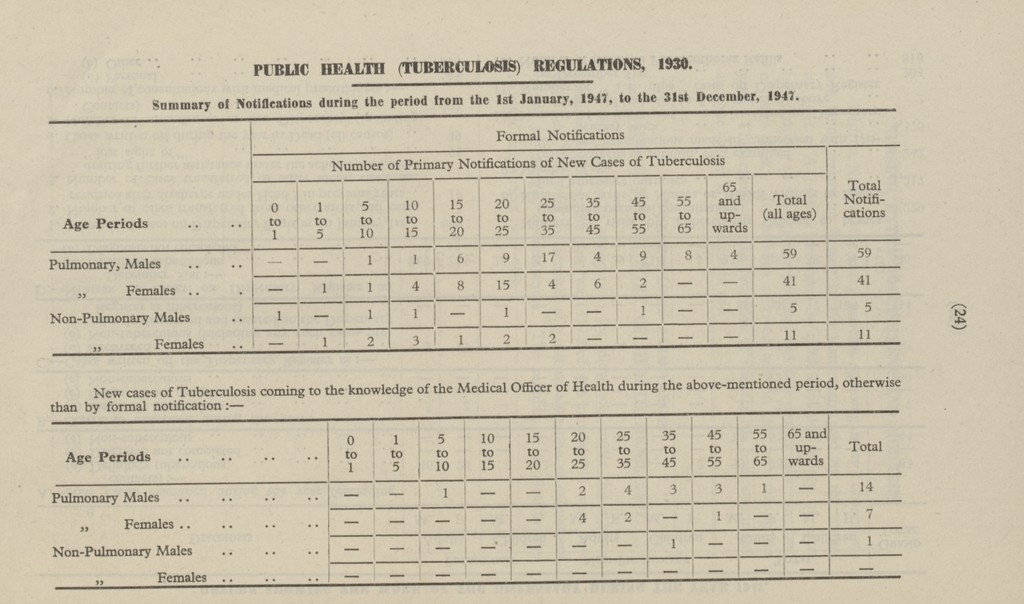 PUBLIC HEALTH (TUBERCULOSIS) REGULATIONS, 1930.
Summary of Notifications during the period from the 1st January, 1947, to the 31st December, 1947.
Formal Notifications
Number of Primary Notifications of New Cases of Tuberculosis
Age Periods .. .. 0 to 1 1 to 5 5 to 10 10 to 15 15 to 20 20 to 25 25 to 35 35 to 45 45 to 55 55 to 65 65 and up-wards Total (all ages) Total Notifi-cations
Pulmonary, Males .. .. — — 1 1 6 9 17 4 9 8 4 59 59
„ Females .. . — 1 1 4 8 15 4 6 2 — — 41 41
Non-Pulmonary Males .. 1 — 1 1 — 1 — — 1 — — 5 5
„ Females .. — 1 2 3 1 2 2 — — — — 11 11
(24)
New cases of Tuberculosis coming to the knowledge of the Medical Officer of Health during the above-mentioned period, otherwise
than by formal notification :—
Age Periods .. .. .. .. 0 to 1 1 to 5 5 to 10 10 to 15 15 to 20 20 to 25 25 to 35 35 to 45 45 to 55 55 to 65 65 and up-wards Total
Pulmonary Males .. .. .. .. — — 1 — — 2 4 3 3 1 — 14
„ Females .. .. .. .. — — — — — 4 2 — 1 — — 7
Non-Pulmonary Males .. .. .. — — — — — — — 1 — — — 1
„ Females .. .. .. — — — — — — — — — — — —